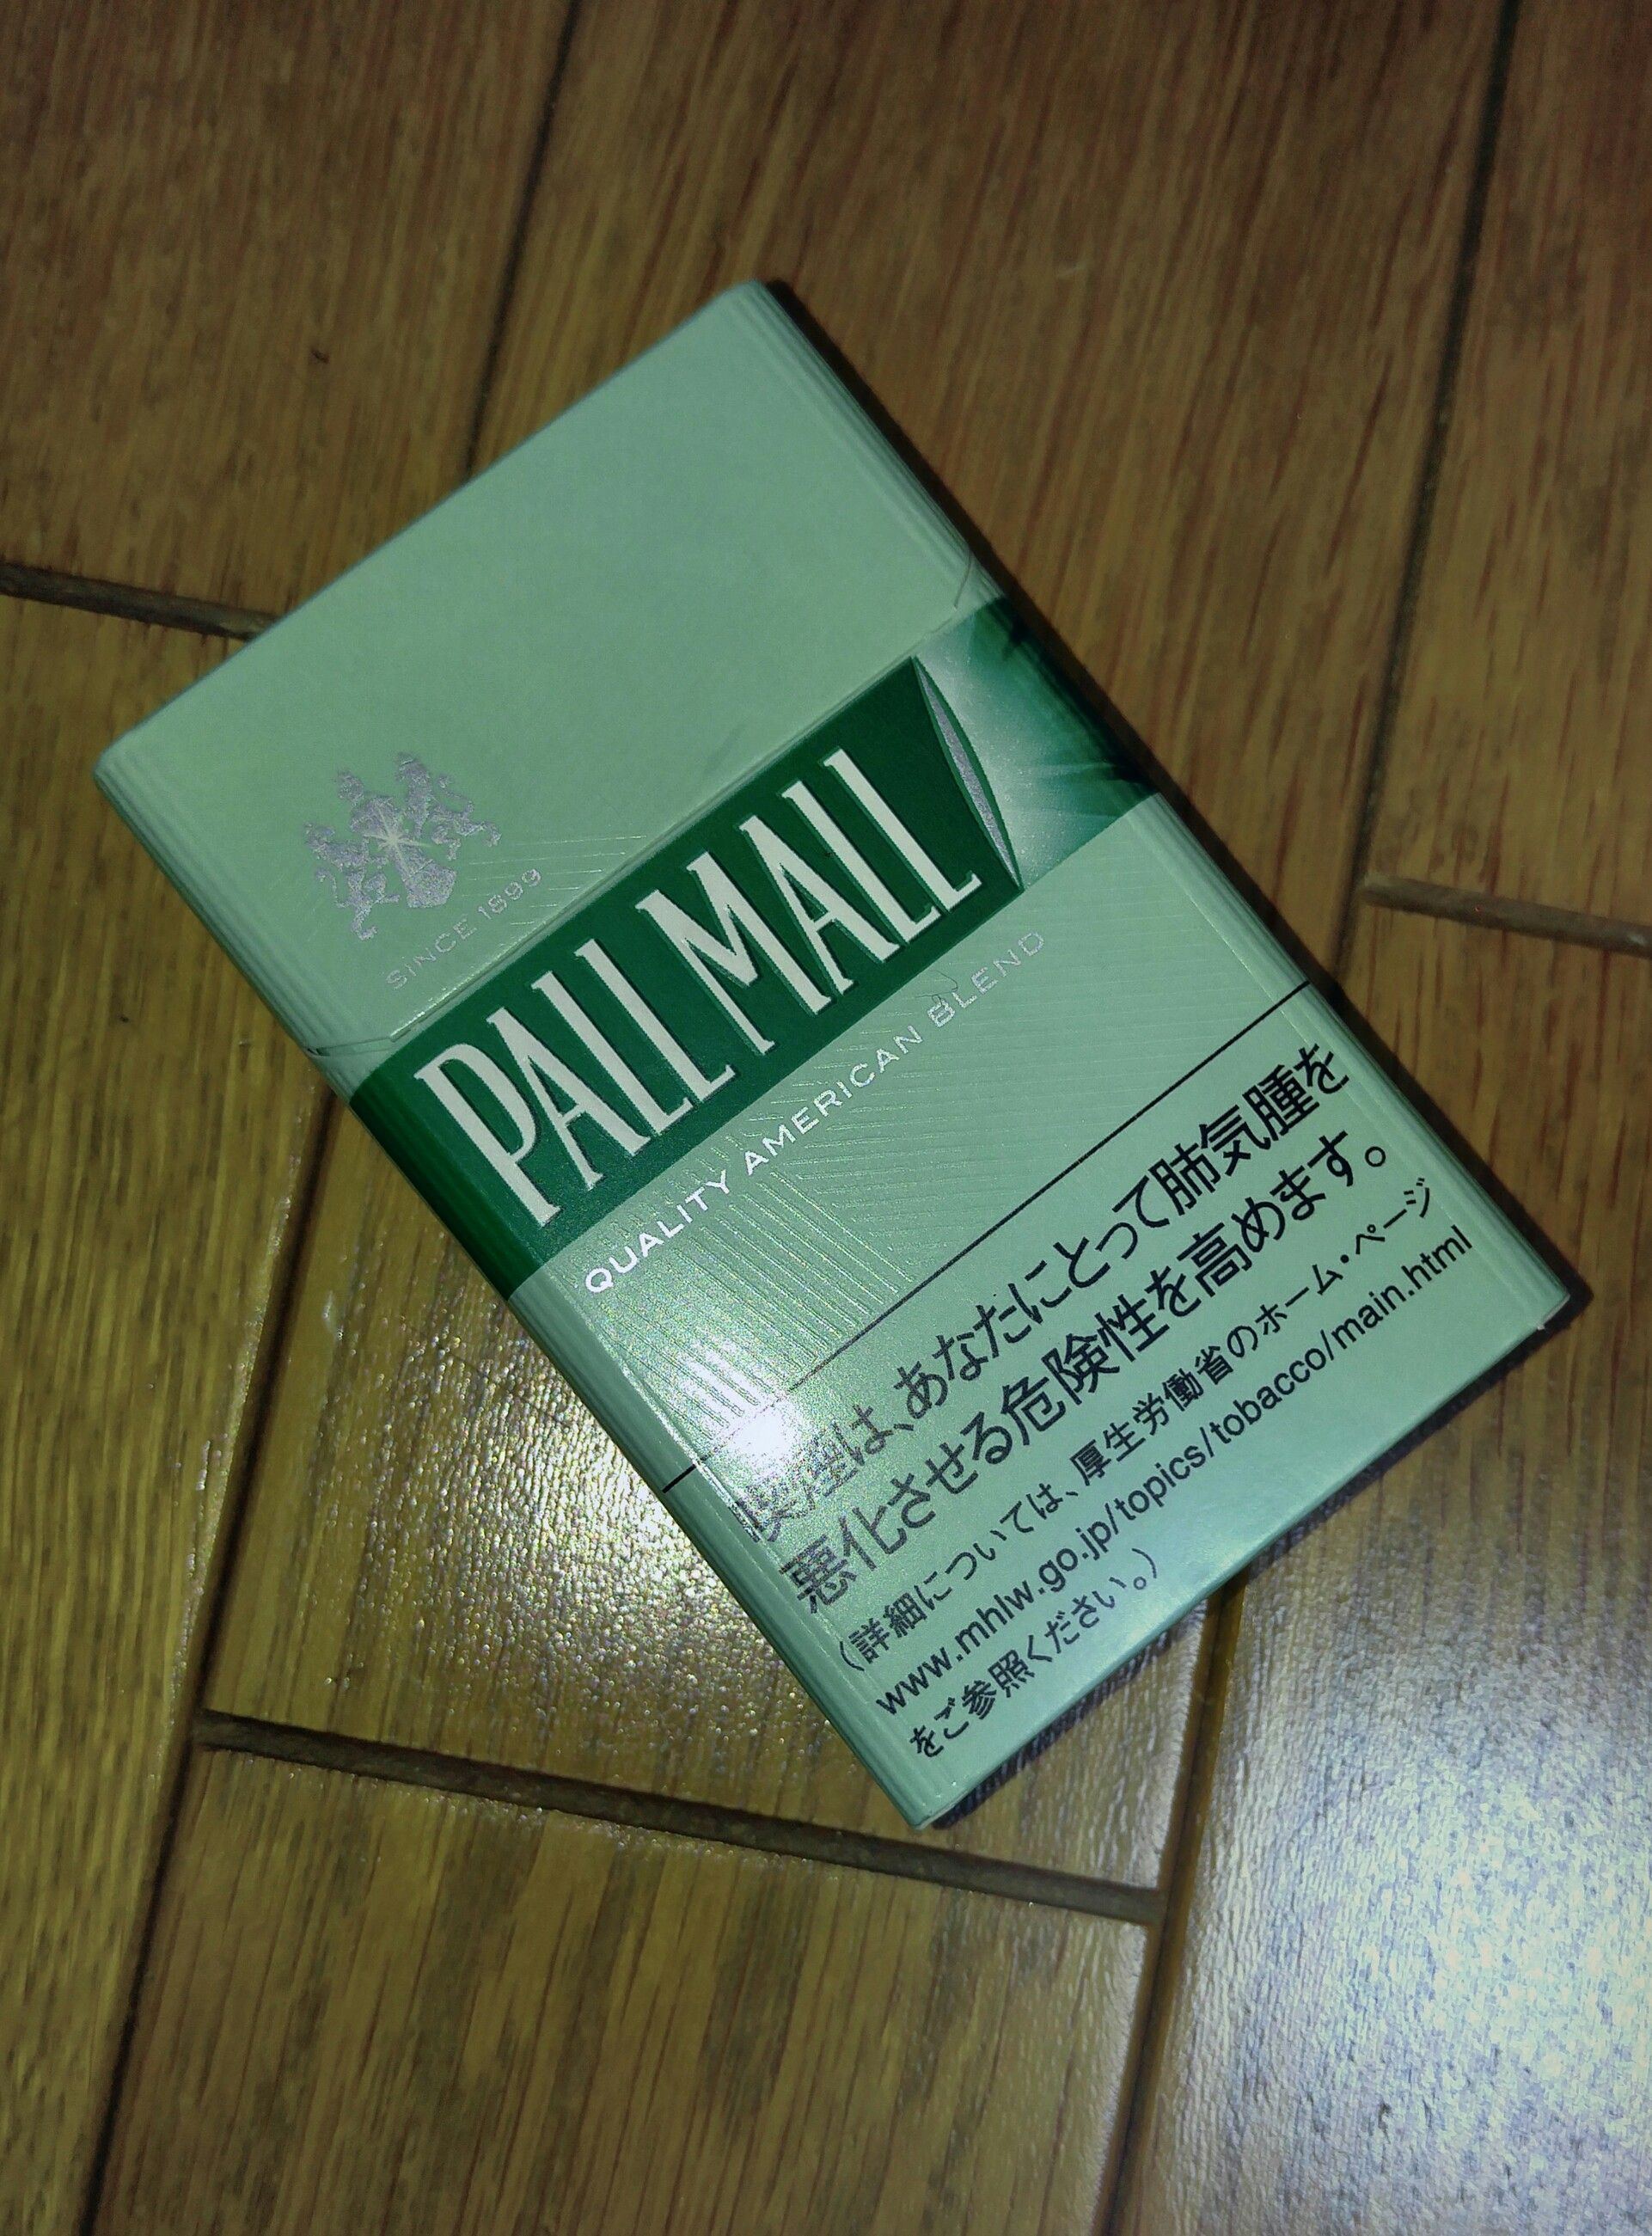 SINCE 1899
PALL MALL
QUALITY AMERICAN BLEND
喫煙は、あなたにとって肺気腫を
悪化させる危険性を高めます。
(詳細については、厚生労働省のホーム・ページ
www.mhlw.go.jp/topics/tobacco/main.html
をご参照ください。)